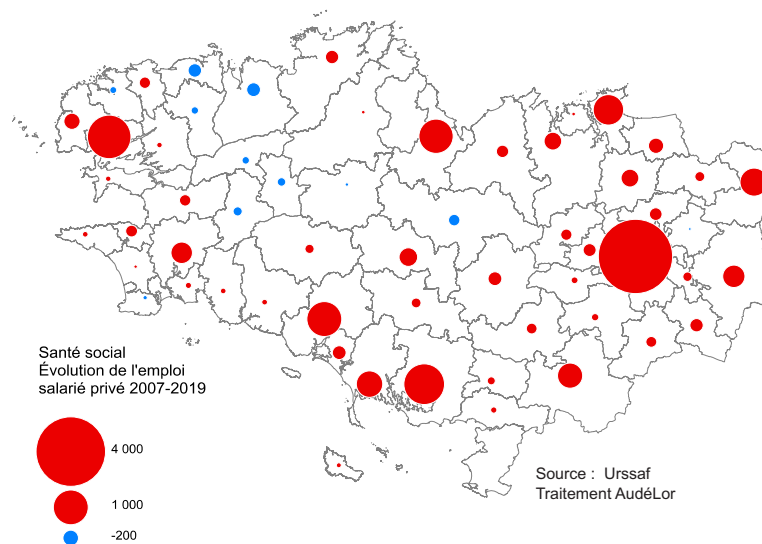 Santé social
Évolution de l'emploi
salarié privé 2007-2019
4 000
1 000
-200
Source : Urssaf
Traitement AudéLor